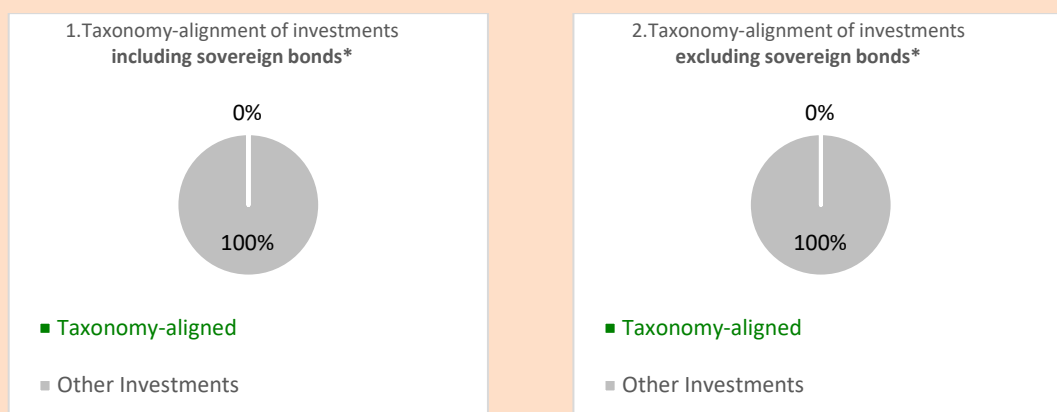 1.Taxonomy-alignment of investments
including sovereign bonds*
0%
100%
Taxonomy-aligned
Other Investments
2.Taxonomy-alignment of investments
excluding sovereign bonds*
0%
100%
Taxonomy-aligned
Other Investments